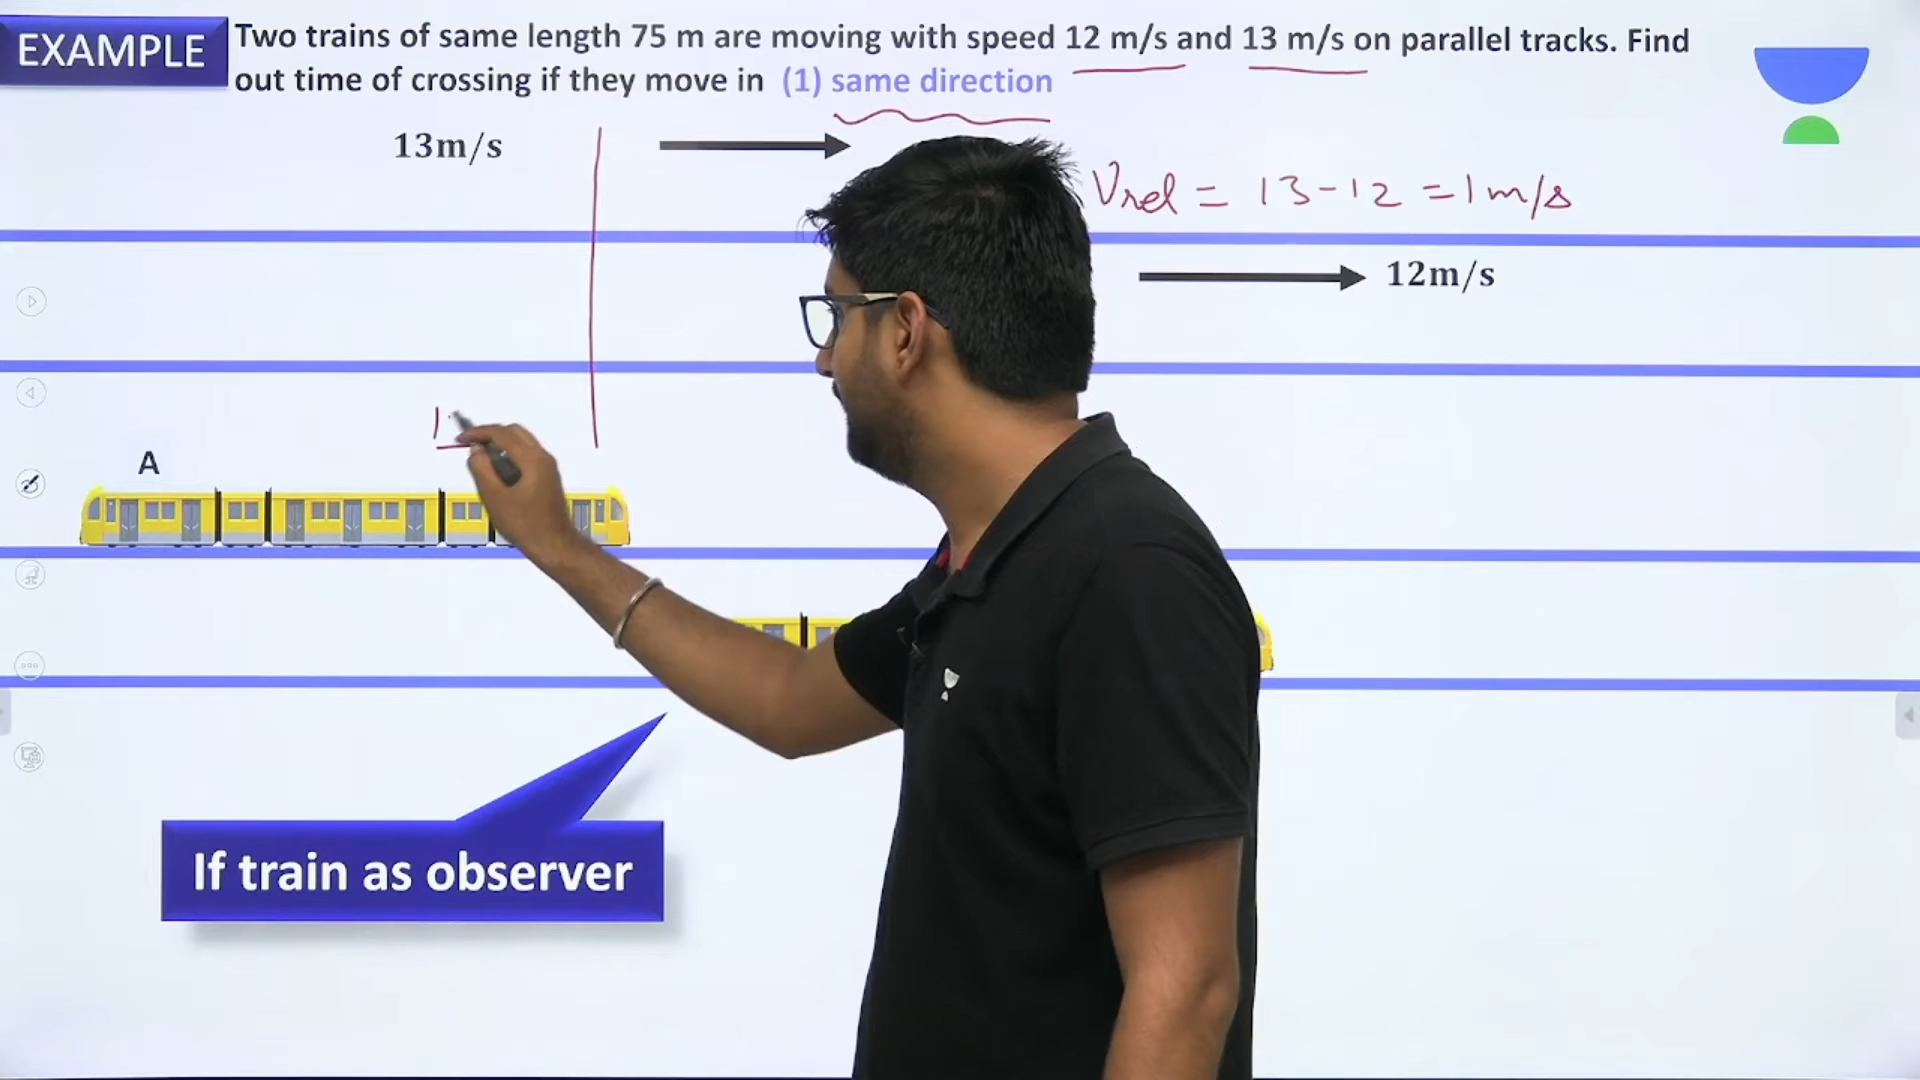 EXAMPLE
Two trains of same length 75 m are moving with speed 12 m/s and 13 m/s on parallel tracks. Find
out time of crossing if they move in (1) same direction
13m/s
Vrel = 13-12 = 1m/s
12m/s
A
If train as observer